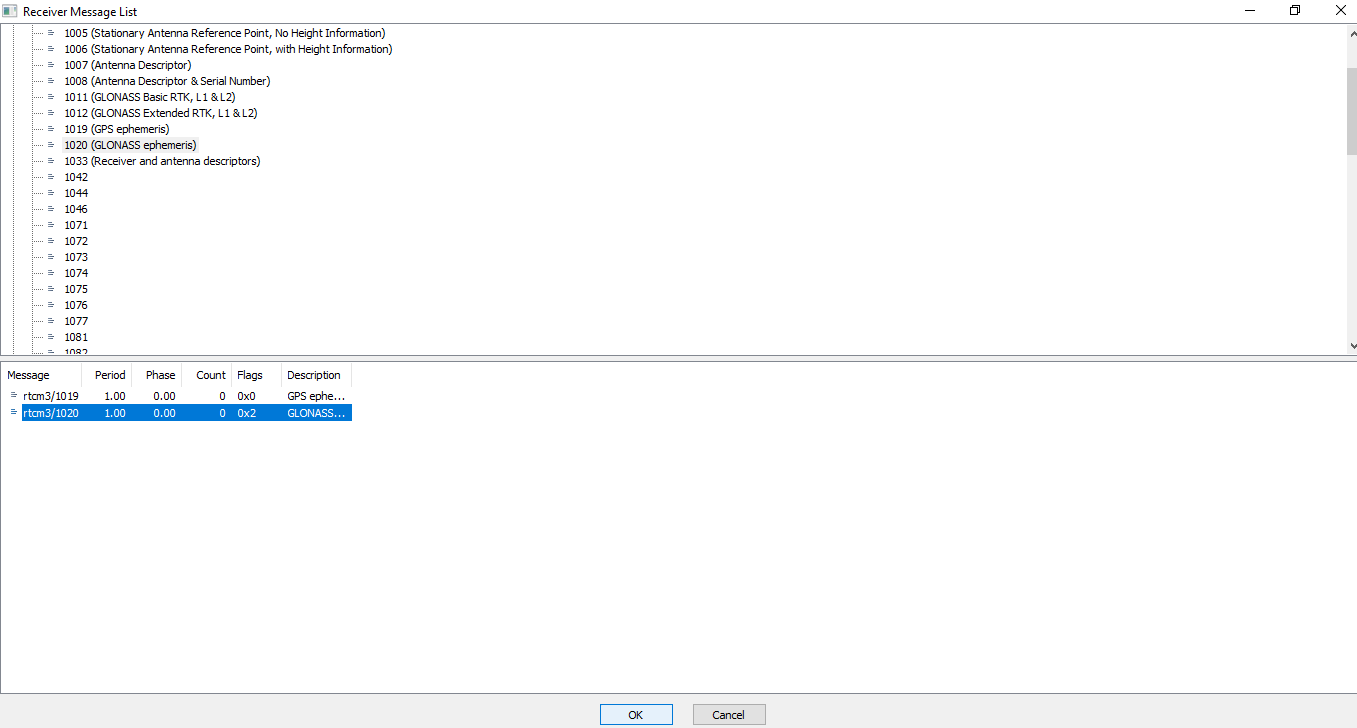 Receiver Message List
1005 (Stationary Antenna Reference Point, No Height Information)
1006 (Stationary Antenna Reference Point, with Height Information)
1007 (Antenna Descriptor)
1008 (Antenna Descriptor & Serial Number)
1011 (GLONASS Basic RTK, L1 & L2)
1012 (GLONASS Extended RTK, L1 & L2)
1019 (GPS ephemeris)
1020 (GLONASS ephemeris)
1033 (Receiver and antenna descriptors)
1042
1044
1046
1071
1072
1073
1074
1075
1076
1077
1081
1082
Message Period Phase Count Flags Description
rtcm3/1019 1.00 0.00 0 0x0 GPS ephe...
rtcm3/1020 1.00 0.00 0 0x2 GLONASS...
OK Cancel